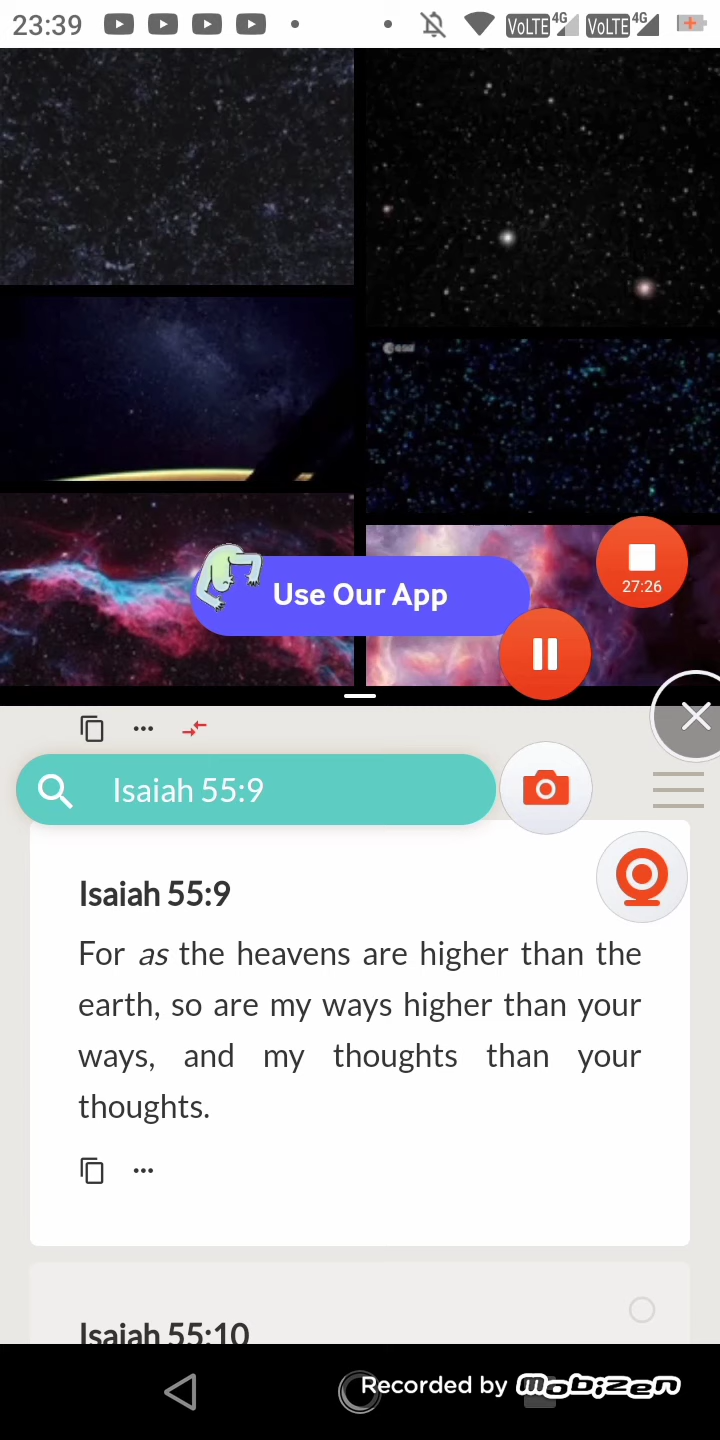 23:39
VoLTE 4G VoLTE 4G
esa
Use Our App
27:26
Isaiah 55:9
Isaiah 55:9
For as the heavens are higher than the
earth, so are my ways higher than your
ways, and my thoughts than your
thoughts.
Isaiah 55:10
Recorded by mobizen